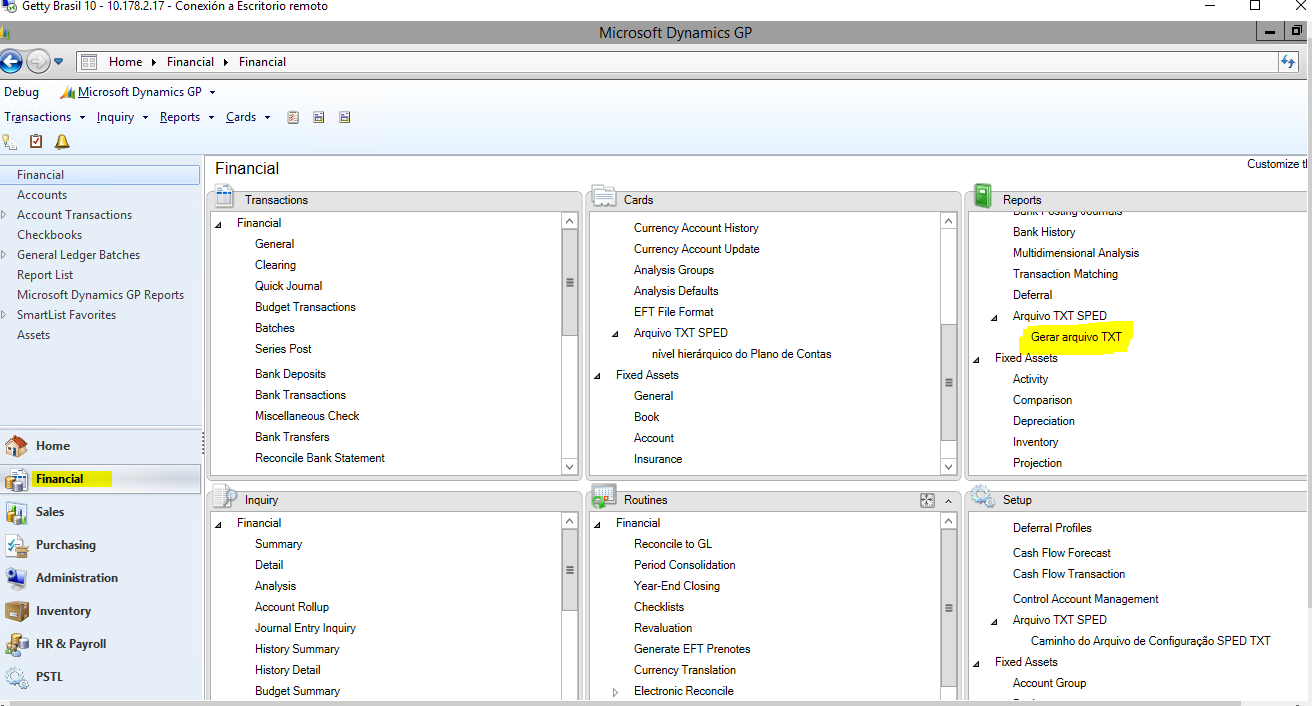 Getty Brasil 10 - 10.178.2.17 - Conexión a Escritorio remoto
Microsoft Dynamics GP
Home Financial Financial
Debug Microsoft Dynamics GP
Transactions Inquiry Reports Cards
Financial
Accounts
Account Transactions
Checkbooks
General Ledger Batches
Report List
Microsoft Dynamics GP Reports
SmartList Favorites
Assets
Home
Financial
Sales
Purchasing
Administration
Inventory
HR & Payroll
PSTL
Financial
Customize th
Transactions
Financial
General
Clearing
Quick Journal
Budget Transactions
Batches
Series Post
Bank Deposits
Bank Transactions
Miscellaneous Check
Bank Transfers
Reconcile Bank Statement
Cards
Currency Account History
Currency Account Update
Analysis Groups
Analysis Defaults
EFT File Format
Arquivo TXT SPED
nível hierárquico do Plano de Contas
Fixed Assets
General
Book
Account
Insurance
Reports
Bank Posting Journals
Bank History
Multidimensional Analysis
Transaction Matching
Deferral
Arquivo TXT SPED
Gerar arquivo TXT
Fixed Assets
Activity
Comparison
Depreciation
Inventory
Projection
Inquiry
Financial
Summary
Detail
Analysis
Account Rollup
Journal Entry Inquiry
History Summary
History Detail
Budget Summary
Routines
Financial
Reconcile to GL
Period Consolidation
Year-End Closing
Checklists
Revaluation
Generate EFT Prenotes
Currency Translation
Electronic Reconcile
Setup
Deferral Profiles
Cash Flow Forecast
Cash Flow Transaction
Control Account Management
Arquivo TXT SPED
Caminho do Arquivo de Configuração SPED TXT
Fixed Assets
Account Group